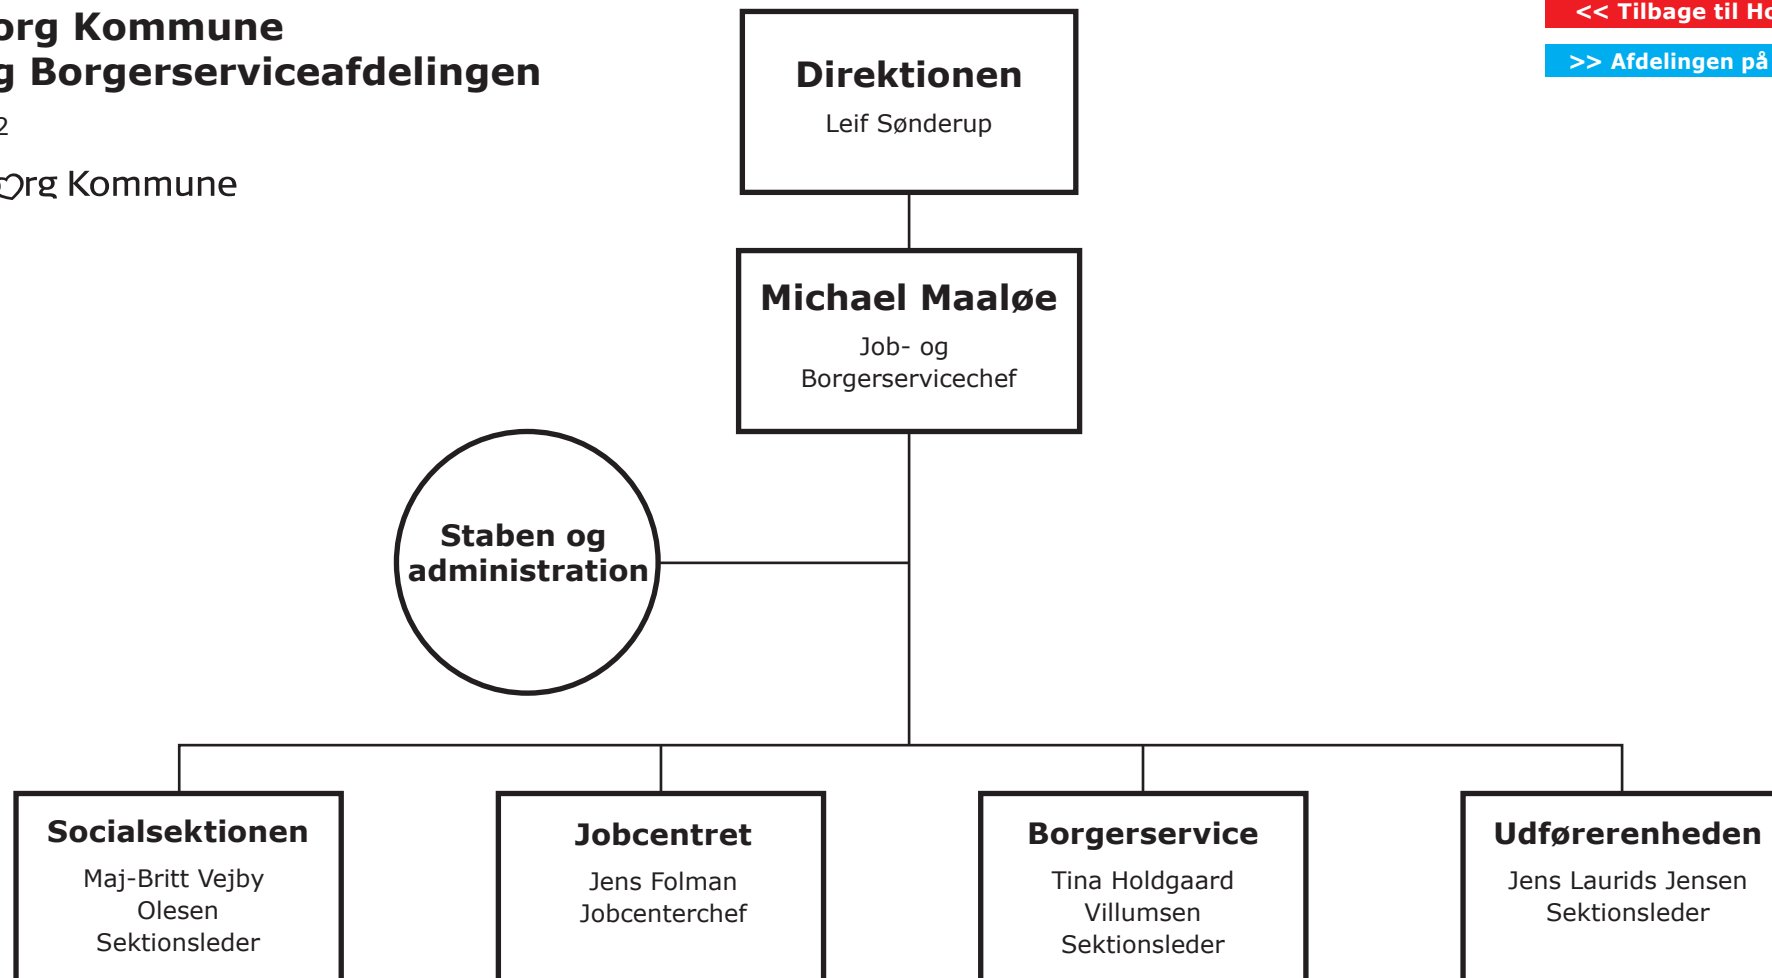 org Kommune
g Borgerserviceafdelingen
2
org Kommune
<< Tilbage til Ho
>> Afdelingen på
Direktionen
Leif Sønderup
Michael Maaløe
Job- og
Borgerservicechef
Staben og
administration
Socialsektionen
Maj-Britt Vejby
Olesen
Sektionsleder
Jobcentret
Jens Folman
Jobcenterchef
Borgerservice
Tina Holdgaard
Villumsen
Sektionsleder
Udførerenheden
Jens Laurids Jensen
Sektionsleder